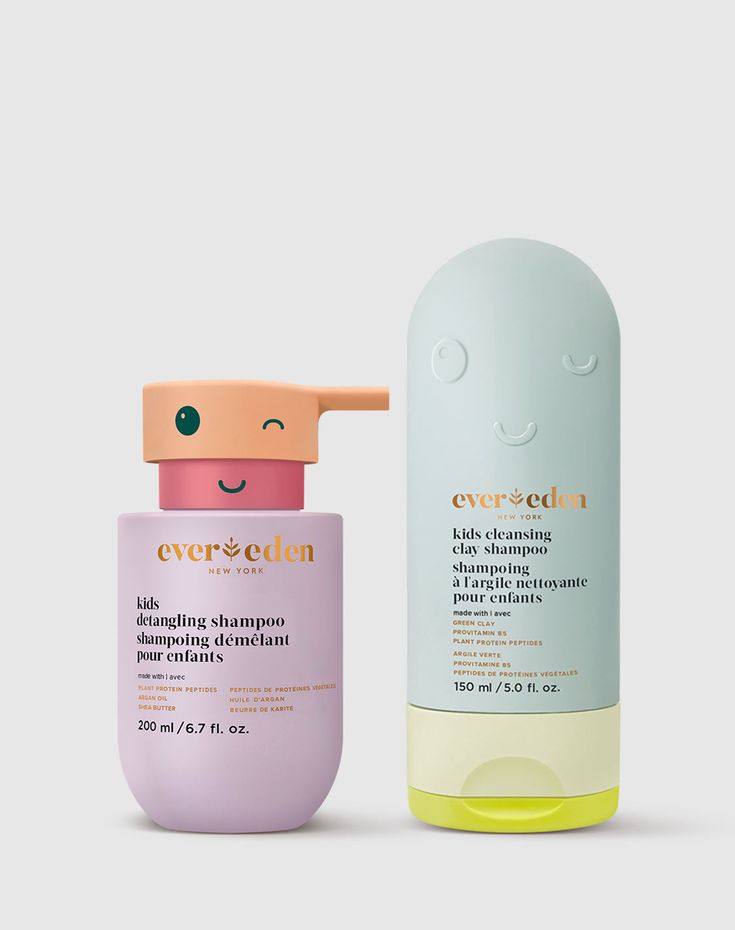 ever eden
NEW YORK
kids
detangling shampoo
shampoing démêlant
pour enfants
made with | avec
PLANT PROTEIN PEPTIDES
ARGAN OIL
SHEA BUTTER
PEPTIDES DE PROTÉINES VÉGÉTALES
HUILE D'ARGAN
BEURRE DE KARITÉ
200 ml / 6.7 fl. oz.
ever eden
NEW YORK
kids cleansing
clay shampoo
shampoing
à l'argile nettoyante
pour enfants
made with | avec
GREEN CLAY
PROVITAMIN B5
PLANT PROTEIN PEPTIDES
ARGILE VERTE
PROVITAMINE B5
PEPTIDES DE PROTÉINES VÉGÉTALES
150 ml / 5.0 fl. oz.